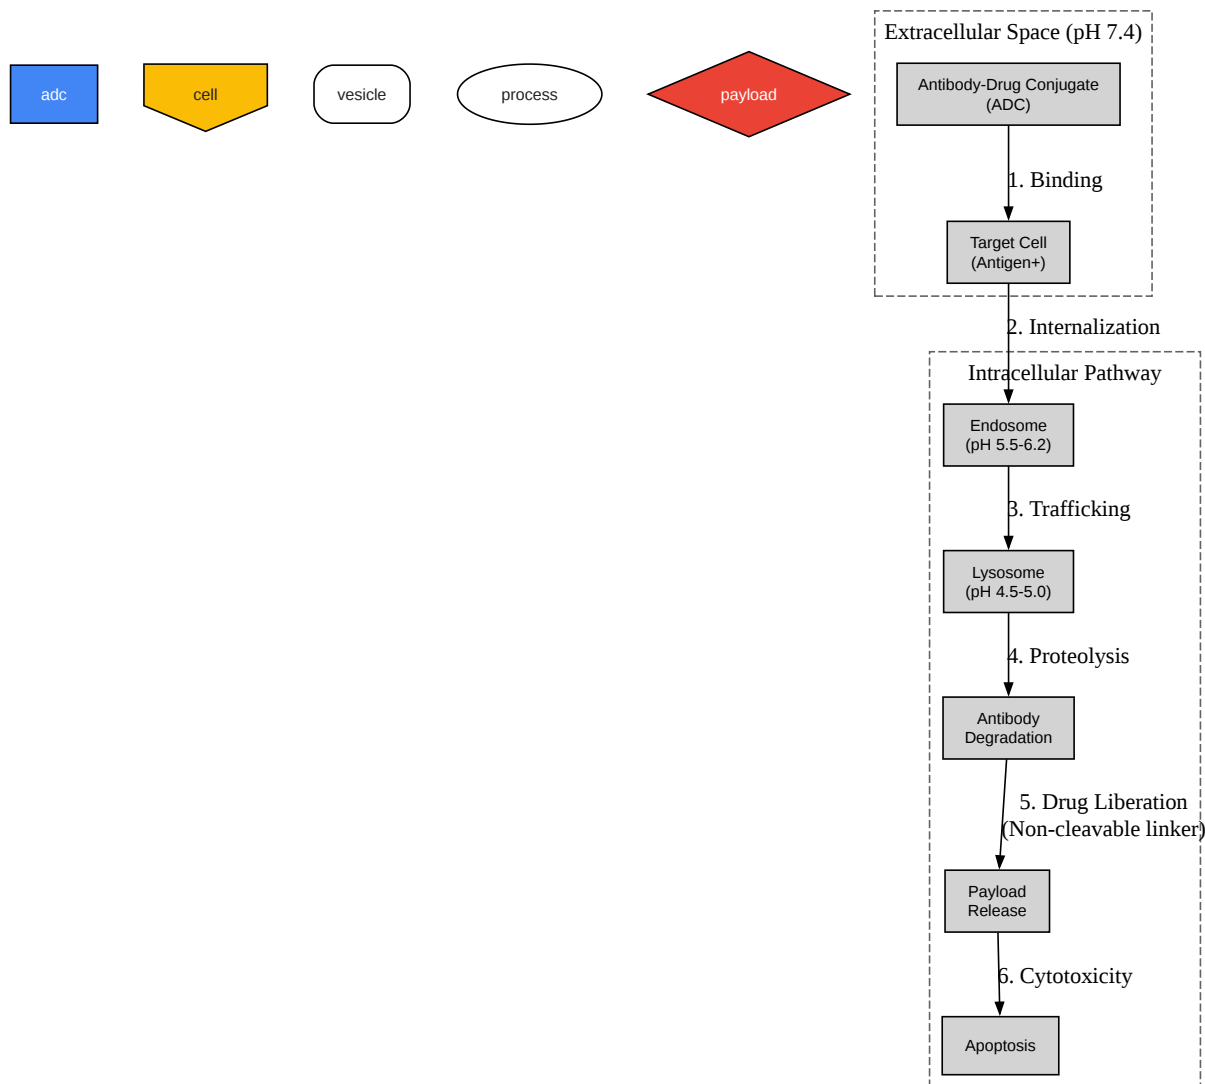 adc
cell
vesicle
process
payload
Extracellular Space (pH 7.4)
Antibody-Drug Conjugate
(ADC)
1. Binding
Target Cell
(Antigen+)
2. Internalization
Intracellular Pathway
Endosome
(pH 5.5-6.2)
3. Trafficking
Lysosome
(pH 4.5-5.0)
4. Proteolysis
Antibody
Degradation
5. Drug Liberation
(Non-cleavable linker)
Payload
Release
6. Cytotoxicity
Apoptosis